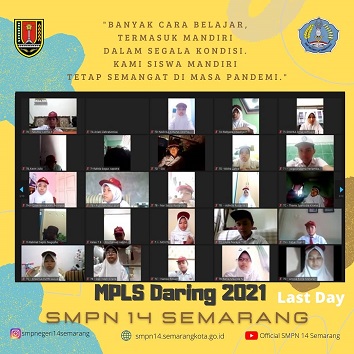 "BANYAK CARA BELAJAR,
TERMASUK MANDIRI
DALAM SEGALA KONDISI.
KAMI SISWA MANDIRI
TETAP SEMANGAT DI MASA PANDEMI."
MPLS Daring 2021
Last Day
SMPN 14 SEMARANG
smpnegeri14semarang
smpn14.semarangkota.go.id
Official SMPN 14 Semarang